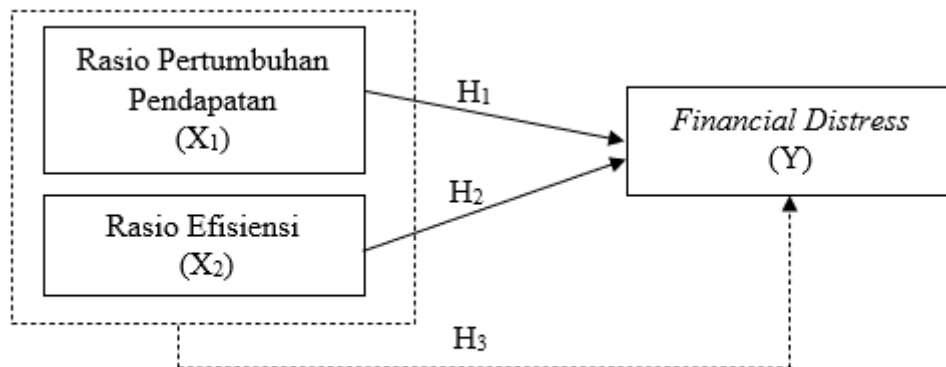 Rasio Pertumbuhan
Pendapatan
(X₁)
H₁
Financial Distress
(Y)
H₂
Rasio Efisiensi
(X₂)
H₃